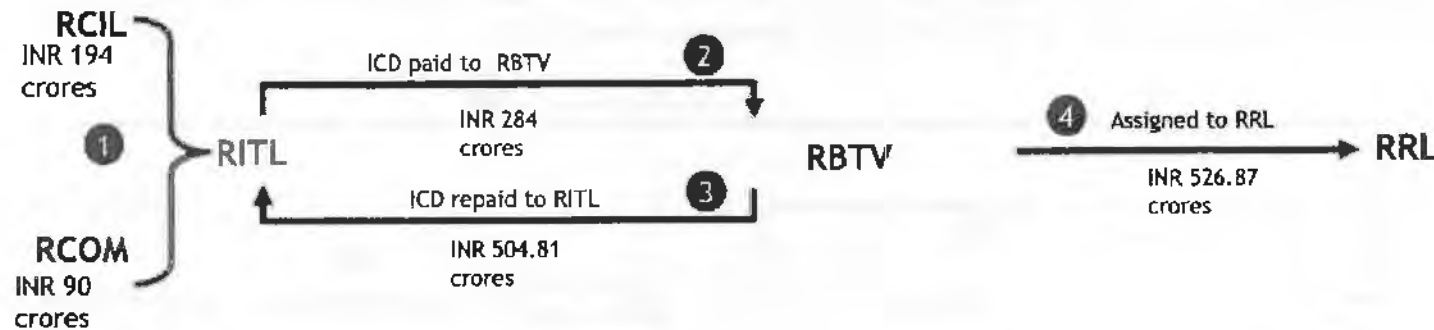 RCIL
INR 194
crores
1
RCOM
INR 90
crores
RITL
ICD paid to RBTV
2
INR 284
crores
ICD repaid to RITL
3
INR 504.81
crores
RBTV
4 Assigned to RRL
INR 526.87
crores
RRL